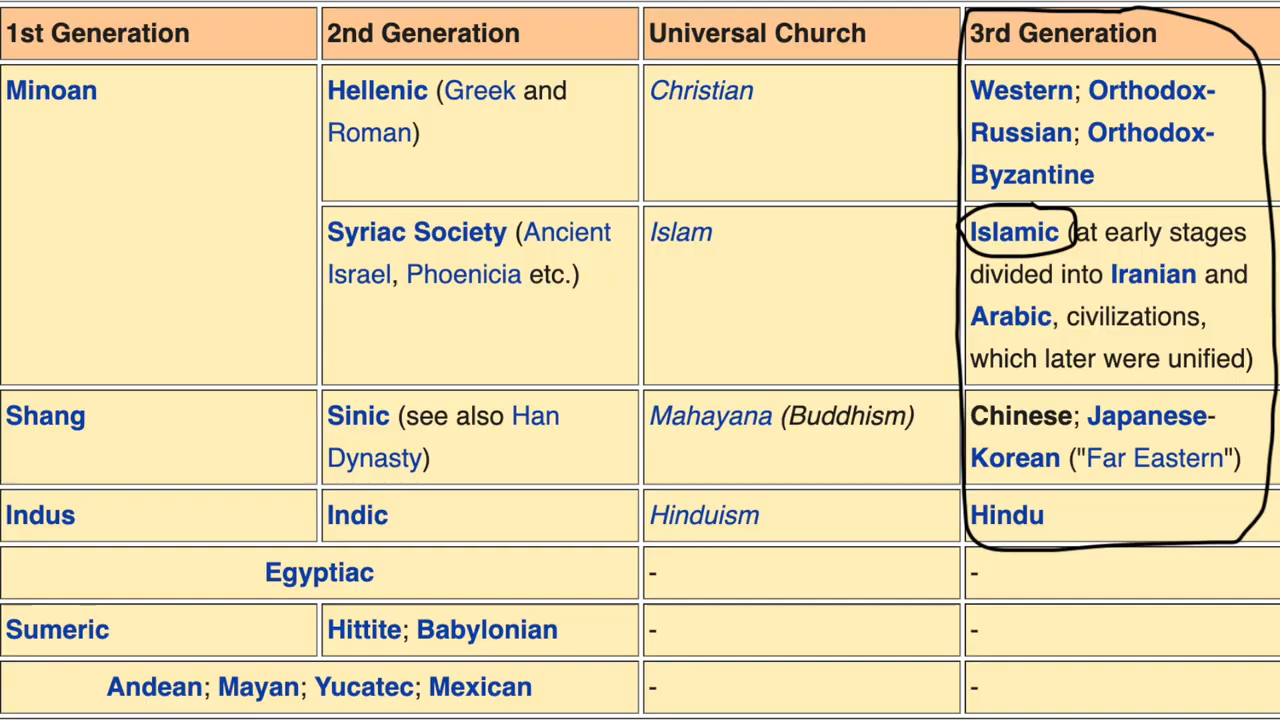 1st Generation
2nd Generation
Universal Church
3rd Generation
Minoan
Hellenic (Greek and
Roman)
Christian
Western; Orthodox-
Russian; Orthodox-
Byzantine
Syriac Society (Ancient
Israel, Phoenicia etc.)
Islam
Islamic (at early stages
divided into Iranian and
Arabic, civilizations,
which later were unified)
Shang
Sinic (see also Han
Dynasty)
Mahayana (Buddhism)
Chinese; Japanese-
Korean ("Far Eastern")
Indus
Indic
Hinduism
Hindu
Egyptiac
-
-
Sumeric
Hittite; Babylonian
-
-
Andean; Mayan; Yucatec; Mexican
-
-